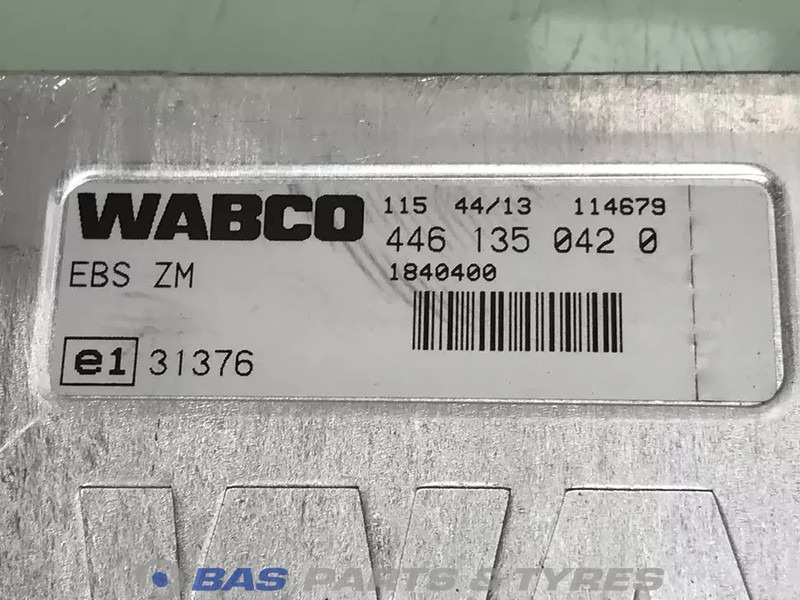 WABCO 115 44/13 114679
446 135 042 0
EBS ZM 1840400
e1 31376
BAS PARTS & TYRES